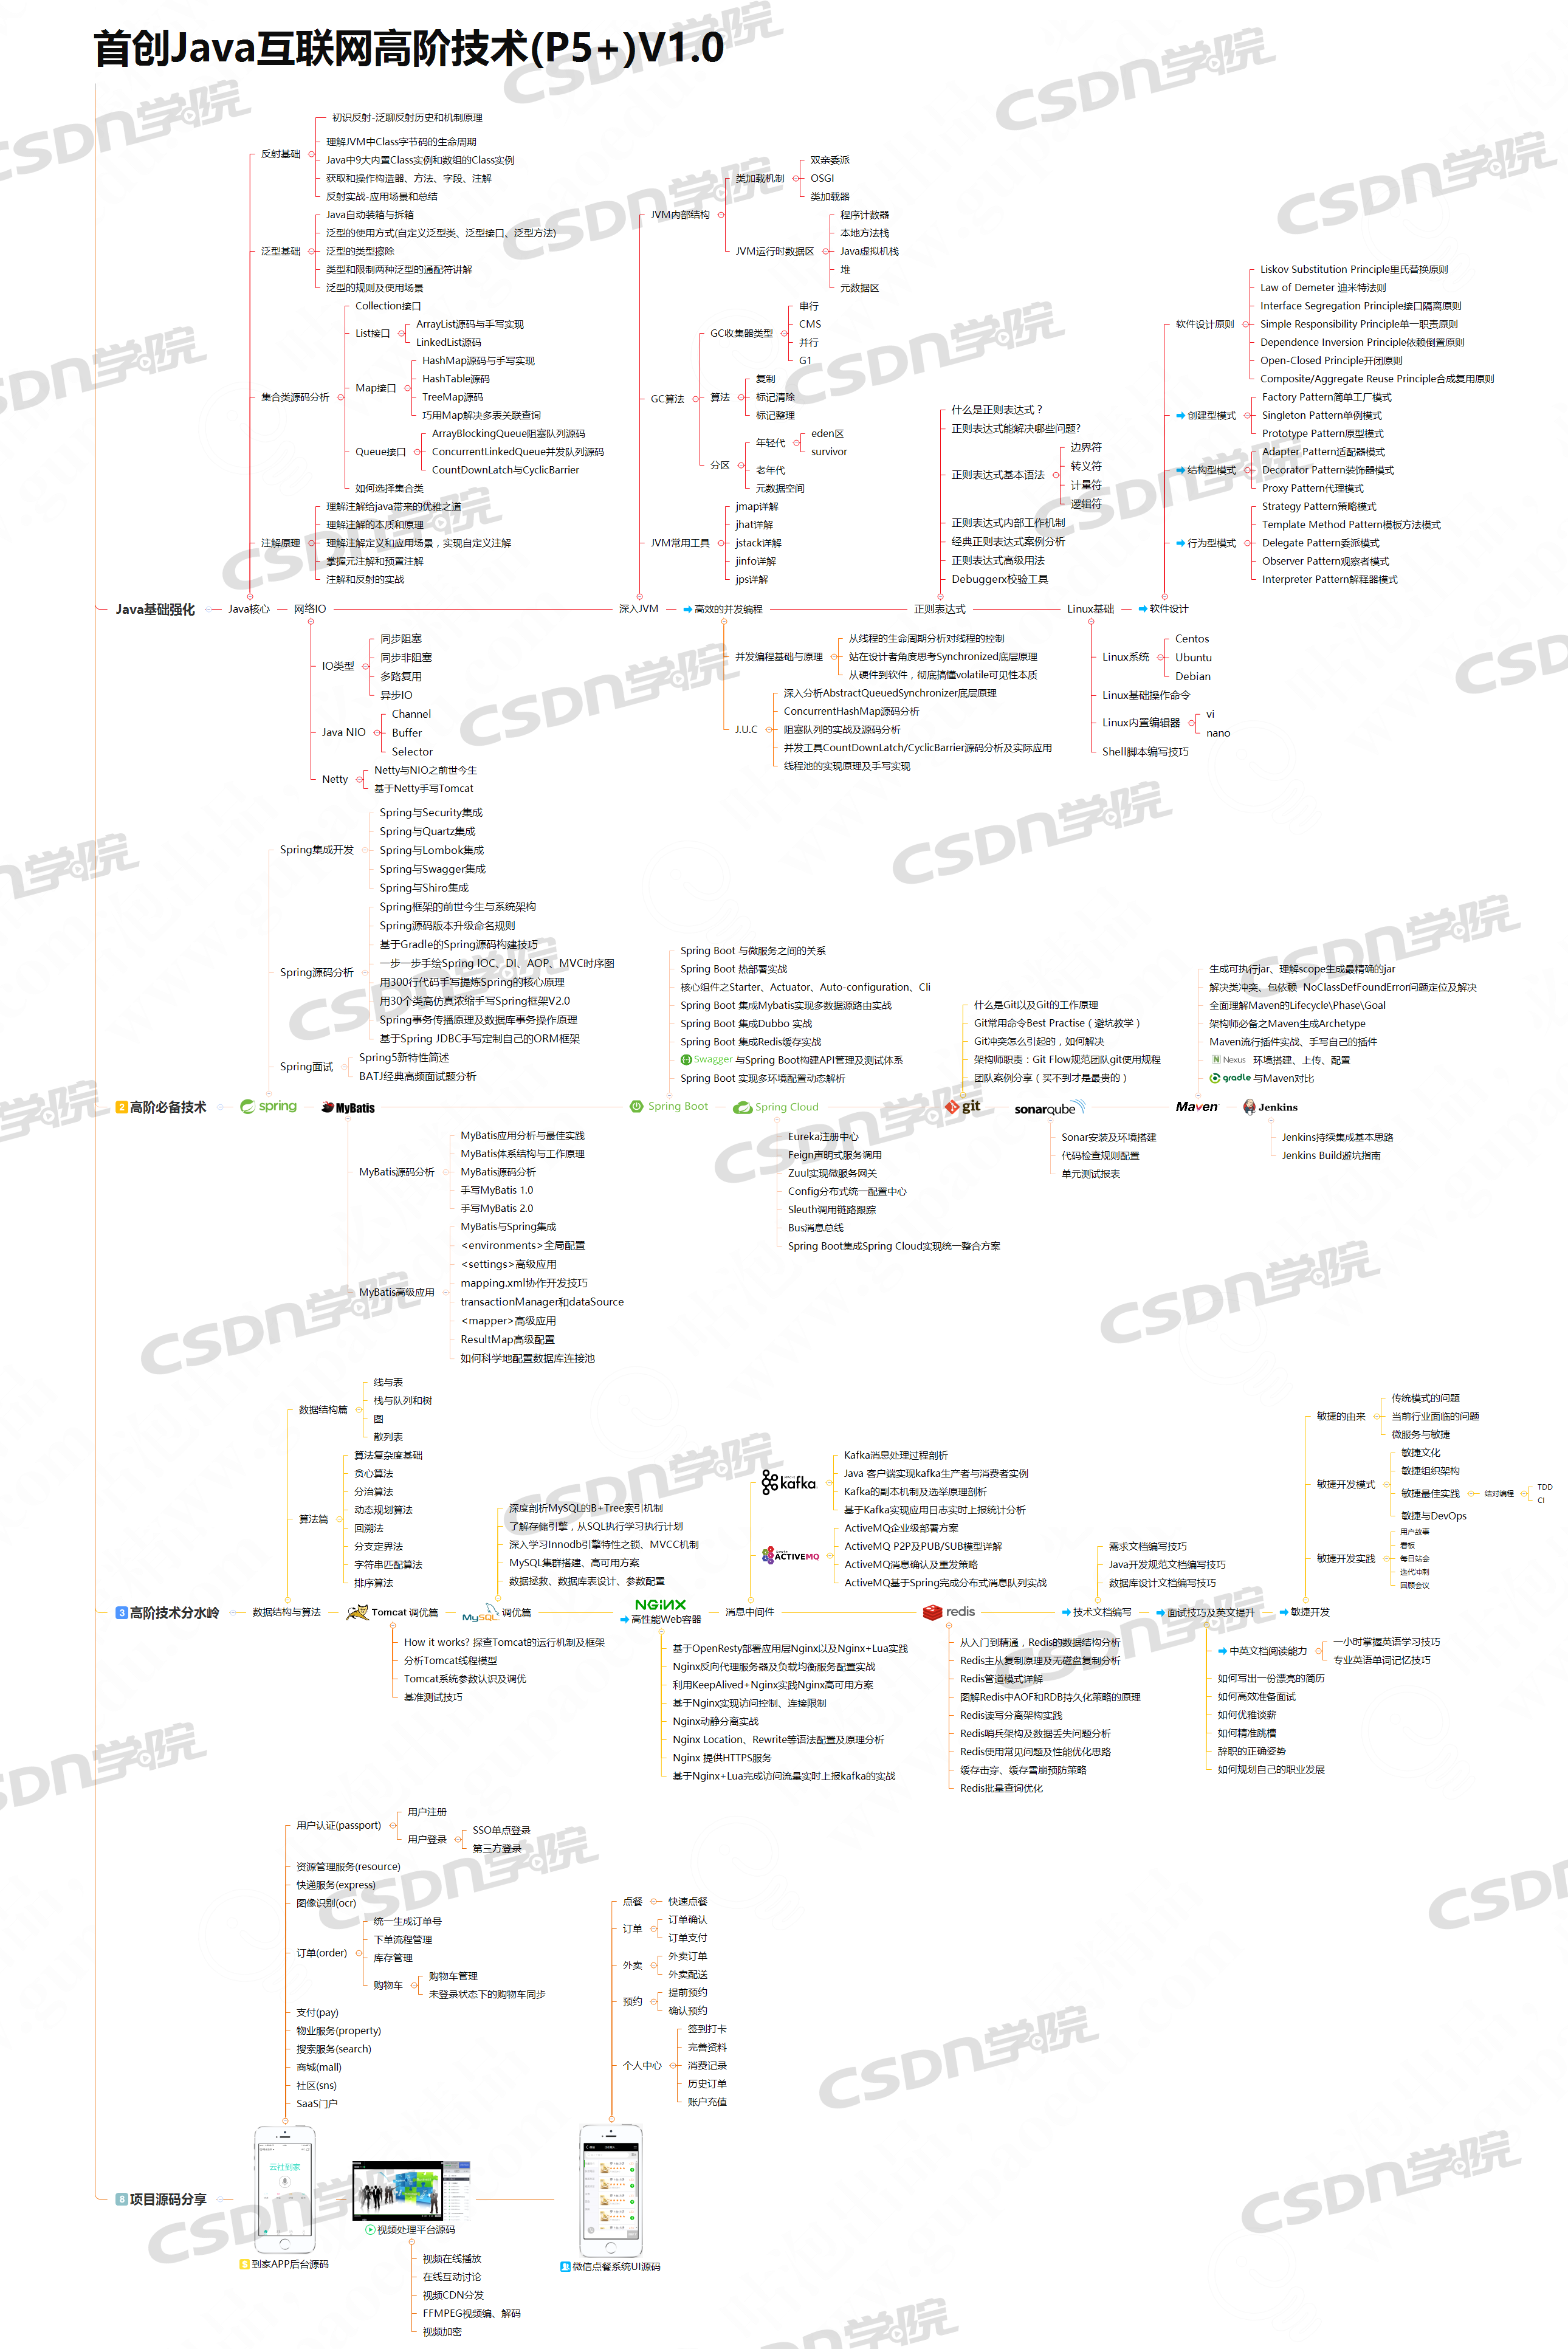 首创Java互联网高阶技术(P5+)V1.0
反射基础
初识反射-泛聊反射历史和机制原理
理解JVM中Class字节码的生命周期
Java中9大内置Class实例和数组的Class实例
获取和操作构造器、方法、字段、注解
反射实战-应用场景和总结
泛型基础
Java自动装箱与拆箱
泛型的使用方式(自定义泛型类、泛型接口、泛型方法)
泛型的类型擦除
类型和限制两种泛型的通配符讲解
泛型的规则及使用场景
集合类源码分析
Collection接口
List接口
ArrayList源码与手写实现
LinkedList源码
Map接口
HashMap源码与手写实现
HashTable源码
TreeMap源码
巧用Map解决多表关联查询
Queue接口
ArrayBlockingQueue阻塞队列源码
ConcurrentLinkedQueue并发队列源码
CountDownLatch与CyclicBarrier
如何选择集合类
注解原理
理解注解给java带来的优雅之道
理解注解的本质和原理
理解注解定义和应用场景，实现自定义注解
掌握元注解和预置注解
注解和反射的实战
JVM内部结构
类加载机制
双亲委派
OSGI
类加载器
JVM运行时数据区
程序计数器
本地方法栈
Java虚拟机栈
堆
元数据区
GC算法
GC收集器类型
串行
CMS
并行
G1
算法
复制
标记清除
标记整理
分区
年轻代
eden区
survivor
老年代
元数据空间
JVM常用工具
jmap详解
jhat详解
jstack详解
jinfo详解
jps详解
什么是正则表达式？
正则表达式能解决哪些问题?
正则表达式基本语法
边界符
转义符
计量符
逻辑符
正则表达式内部工作机制
经典正则表达式案例分析
正则表达式高级用法
Debuggerx校验工具
软件设计原则
Liskov Substitution Principle里氏替换原则
Law of Demeter 迪米特法则
Interface Segregation Principle接口隔离原则
Simple Responsibility Principle单一职责原则
Dependence Inversion Principle依赖倒置原则
Open-Closed Principle开闭原则
Composite/Aggregate Reuse Principle合成复用原则
创建型模式
Factory Pattern简单工厂模式
Singleton Pattern单例模式
Prototype Pattern原型模式
结构型模式
Adapter Pattern适配器模式
Decorator Pattern装饰器模式
Proxy Pattern代理模式
行为型模式
Strategy Pattern策略模式
Template Method Pattern模板方法模式
Delegate Pattern委派模式
Observer Pattern观察者模式
Interpreter Pattern解释器模式
Java基础强化
Java核心
网络IO
深入JVM
高效的并发编程
正则表达式
Linux基础
软件设计
IO类型
同步阻塞
同步非阻塞
多路复用
异步IO
Java NIO
Channel
Buffer
Selector
Netty
Netty与NIO之前世今生
基于Netty手写Tomcat
并发编程基础与原理
从线程的生命周期分析对线程的控制
站在设计者角度思考Synchronized底层原理
从硬件到软件，彻底搞懂volatile可见性本质
J.U.C
深入分析AbstractQueuedSynchronizer底层原理
ConcurrentHashMap源码分析
阻塞队列的实战及源码分析
并发工具CountDownLatch/CyclicBarrier源码分析及实际应用
线程池的实现原理及手写实现
Linux系统
Centos
Ubuntu
Debian
Linux基础操作命令
Linux内置编辑器
vi
nano
Shell脚本编写技巧
Spring集成开发
Spring与Security集成
Spring与Quartz集成
Spring与Lombok集成
Spring与Swagger集成
Spring与Shiro集成
Spring源码分析
Spring框架的前世今生与系统架构
Spring源码版本升级命名规则
基于Gradle的Spring源码构建技巧
一步一步手绘Spring IOC、DI、AOP、MVC时序图
用300行代码手写提炼Spring的核心原理
用30个类高仿真浓缩手写Spring框架V2.0
Spring事务传播原理及数据库事务操作原理
基于Spring JDBC手写定制自己的ORM框架
Spring面试
Spring5新特性简述
BATJ经典高频面试题分析
Spring Boot 与微服务之间的关系
Spring Boot 热部署实战
核心组件之Starter、Actuator、Auto-configuration、Cli
Spring Boot 集成Mybatis实现多数据源路由实战
Spring Boot 集成Dubbo 实战
Spring Boot 集成Redis缓存实战
Swagger 与Spring Boot构建API管理及测试体系
Spring Boot 实现多环境配置动态解析
什么是Git以及Git的工作原理
Git常用命令Best Practise（避坑教学）
Git冲突怎么引起的，如何解决
架构师职责：Git Flow规范团队git使用规程
团队案例分享（买不到才是最贵的）
生成可执行jar、理解scope生成最精确的jar
解决类冲突、包依赖 NoClassDefFoundError问题定位及解决
全面理解Maven的Lifecycle\Phase\Goal
架构师必备之Maven生成Archetype
Maven流行插件实战、手写自己的插件
Nexus 环境搭建、上传、配置
gradle 与Maven对比
2 高阶必备技术
spring
MyBatis
Spring Boot
Spring Cloud
git
sonarqube
Maven
Jenkins
MyBatis源码分析
MyBatis应用分析与最佳实践
MyBatis体系结构与工作原理
MyBatis源码分析
手写MyBatis 1.0
手写MyBatis 2.0
MyBatis高级应用
MyBatis与Spring集成
<environments>全局配置
<settings>高级应用
mapping.xml协作开发技巧
transactionManager和dataSource
<mapper>高级应用
ResultMap高级配置
如何科学地配置数据库连接池
Eureka注册中心
Feign声明式服务调用
Zuul实现微服务网关
Config分布式统一配置中心
Sleuth调用链路跟踪
Bus消息总线
Spring Boot集成Spring Cloud实现统一整合方案
Sonar安装及环境搭建
代码检查规则配置
单元测试报表
Jenkins持续集成基本思路
Jenkins Build避坑指南
数据结构篇
线与表
栈与队列和树
图
散列表
算法篇
算法复杂度基础
贪心算法
分治算法
动态规划算法
回溯法
分支定界法
字符串匹配算法
排序算法
深度剖析MySQL的B+Tree索引机制
了解存储引擎，从SQL执行学习执行计划
深入学习Innodb引擎特性之锁、MVCC机制
MySQL集群搭建、高可用方案
数据拯救、数据库表设计、参数配置
kafka
Kafka消息处理过程剖析
Java 客户端实现kafka生产者与消费者实例
Kafka的副本机制及选举原理剖析
基于Kafka实现应用日志实时上报统计分析
ACTIVEMQ
ActiveMQ企业级部署方案
ActiveMQ P2P及PUB/SUB模型详解
ActiveMQ消息确认及重发策略
ActiveMQ基于Spring完成分布式消息队列实战
需求文档编写技巧
Java开发规范文档编写技巧
数据库设计文档编写技巧
敏捷的由来
传统模式的问题
当前行业面临的问题
微服务与敏捷
敏捷开发模式
敏捷文化
敏捷组织架构
敏捷最佳实践
结对编程
TDD
CI
敏捷与DevOps
敏捷开发实践
用户故事
看板
每日站会
迭代冲刺
回顾会议
3 高阶技术分水岭
数据结构与算法
Tomcat 调优篇
MySQL 调优篇
NGINX
高性能Web容器
消息中间件
redis
技术文档编写
面试技巧及英文提升
敏捷开发
How it works? 探查Tomcat的运行机制及框架
分析Tomcat线程模型
Tomcat系统参数认识及调优
基准测试技巧
基于OpenResty部署应用层Nginx以及Nginx+Lua实践
Nginx反向代理服务器及负载均衡服务配置实战
利用KeepAlived+Nginx实践Nginx高可用方案
基于Nginx实现访问控制、连接限制
Nginx动静分离实战
Nginx Location、Rewrite等语法配置及原理分析
Nginx 提供HTTPS服务
基于Nginx+Lua完成访问流量实时上报kafka的实战
从入门到精通，Redis的数据结构分析
Redis主从复制原理及无磁盘复制分析
Redis管道模式详解
图解Redis中AOF和RDB持久化策略的原理
Redis读写分离架构实践
Redis哨兵架构及数据丢失问题分析
Redis使用常见问题及性能优化思路
缓存击穿、缓存雪崩预防策略
Redis批量查询优化
中英文阅读能力
一小时掌握英语学习技巧
专业英语单词记忆技巧
如何写出一份漂亮的简历
如何高效准备面试
如何优雅谈薪
如何精准跳槽
辞职的正确姿势
如何规划自己的职业发展
用户认证(passport)
用户注册
用户登录
SSO单点登录
第三方登录
资源管理服务(resource)
快递服务(express)
图像识别(ocr)
订单(order)
统一生成订单号
下单流程管理
库存管理
购物车
购物车管理
未登录状态下的购物车同步
支付(pay)
物业服务(property)
搜索服务(search)
商城(mall)
社区(sns)
SaaS门户
点餐
快速点餐
订单
订单确认
订单支付
外卖
外卖订单
外卖配送
预约
提前预约
确认预约
个人中心
签到打卡
完善资料
消费记录
历史订单
账户充值
8 项目源码分享
云社到家
到家APP后台源码
视频处理平台源码
微信点餐系统UI源码
视频在线播放
在线互动讨论
视频CDN分发
FFMPEG视频编、解码
视频加密
CSDN学院